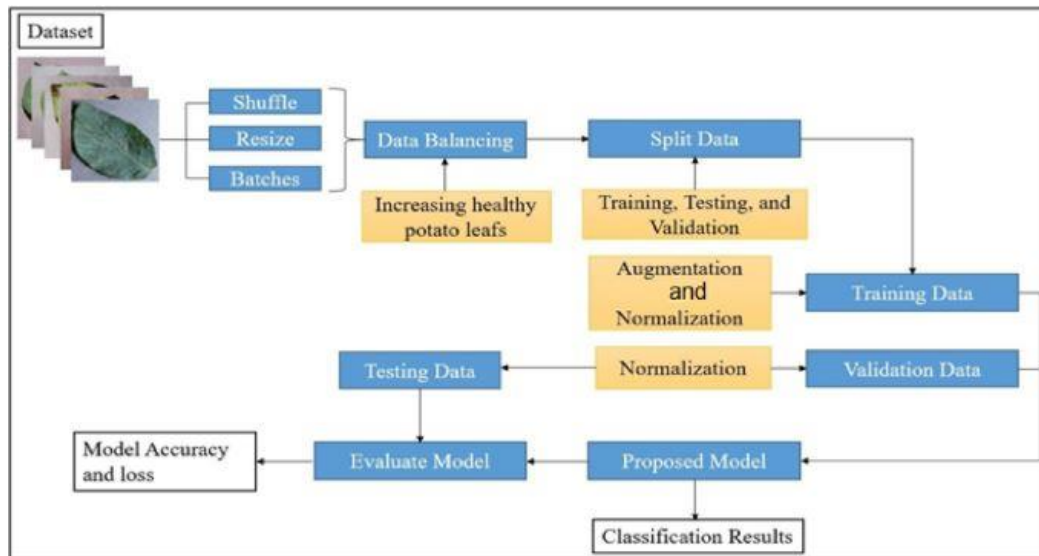 Dataset
Shuffle
Resize
Batches
Data Balancing
Split Data
Increasing healthy
potato leafs
Training, Testing, and
Validation
Augmentation
and
Normalization
Training Data
Testing Data
Normalization
Validation Data
Model Accuracy
and loss
Evaluate Model
Proposed Model
Classification Results